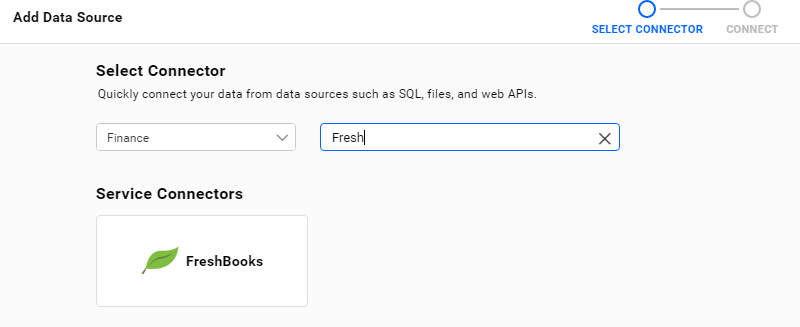 Add Data Source
SELECT CONNECTOR
CONNECT
Select Connector
Quickly connect your data from data sources such as SQL, files, and web APIs.
Finance
Fresh
Service Connectors
FreshBooks